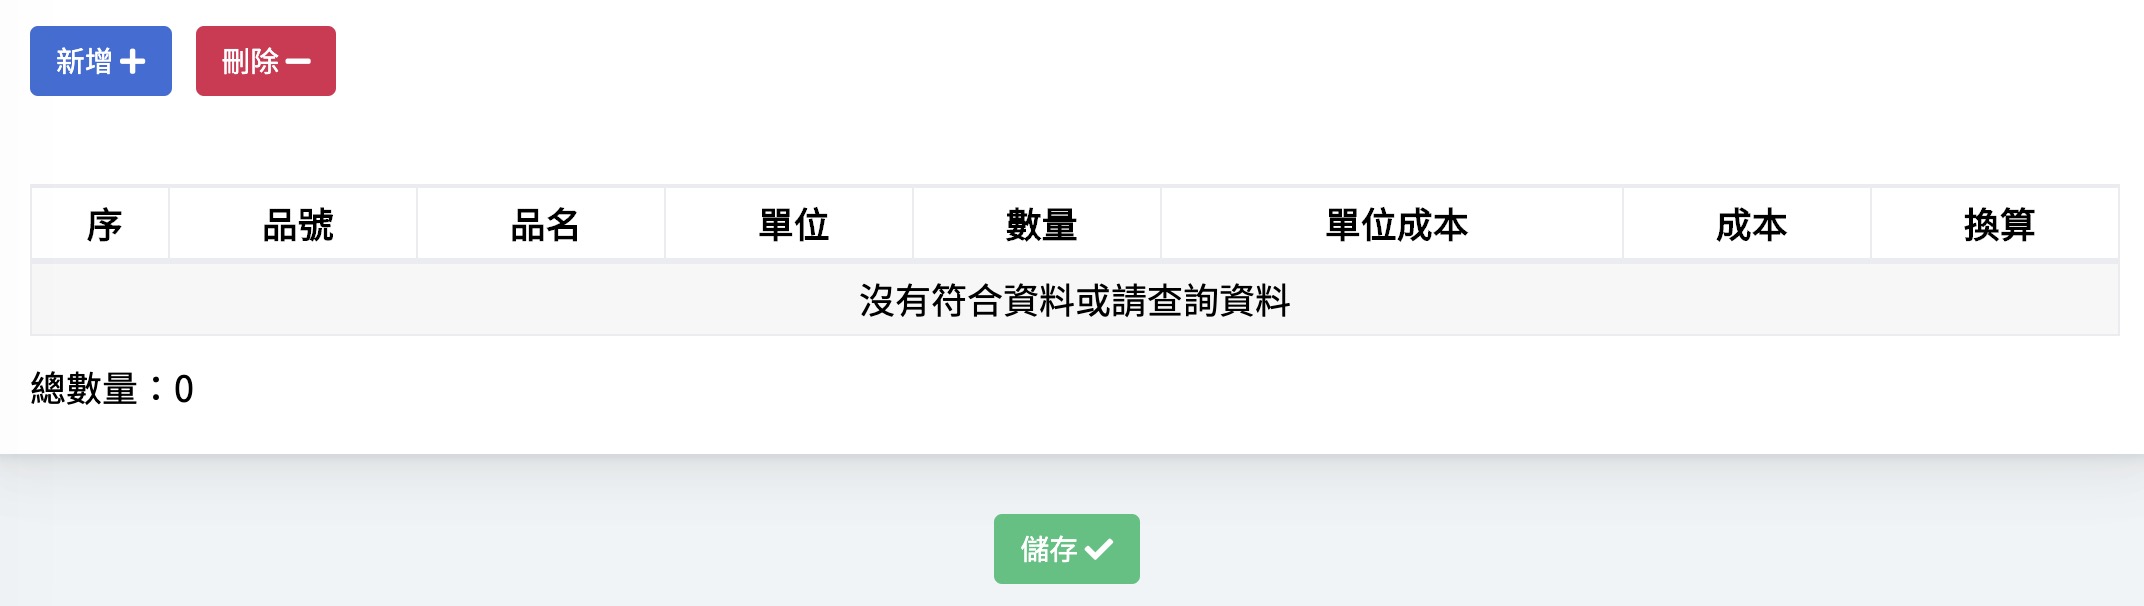 新增 刪除
序 品號 品名 單位 數量 單位成本 成本 換算
沒有符合資料或請查詢資料
總數量：0
儲存